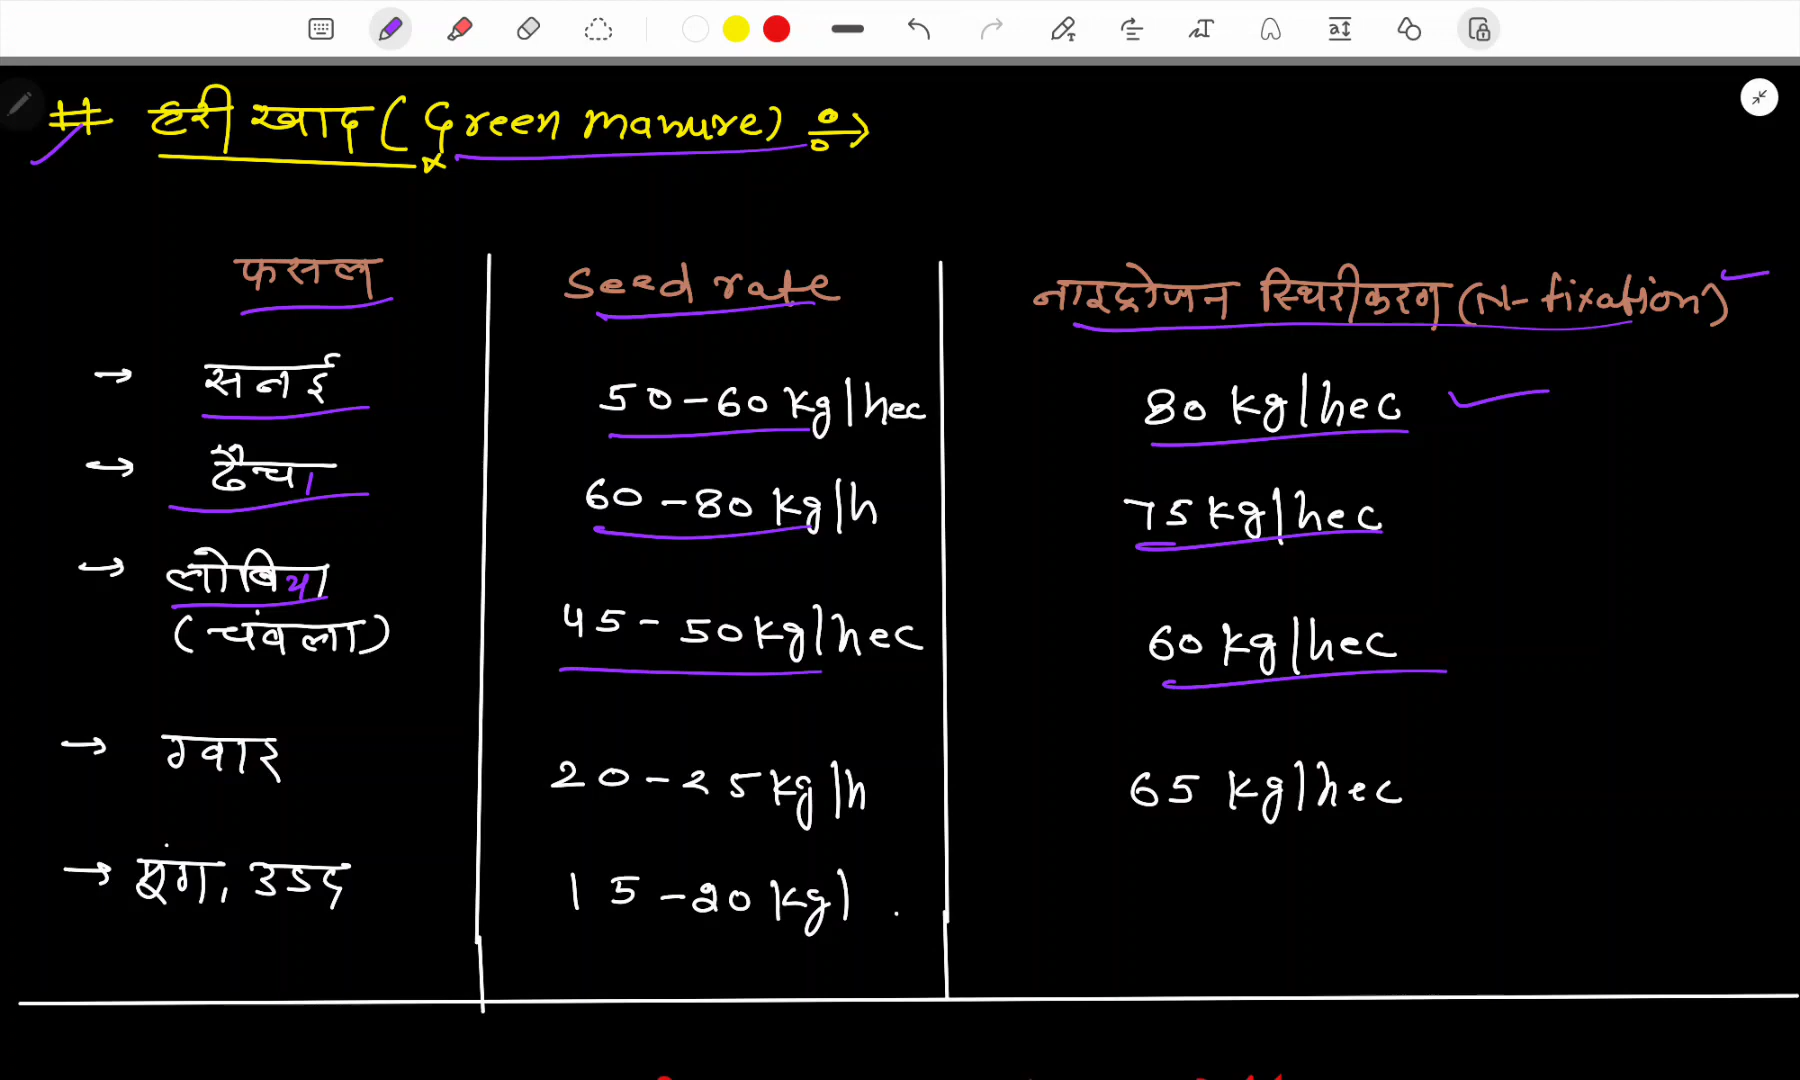 # हरी खाद (Green manure) ÷→
फसल Seed rate नाइट्रोजन स्थिरीकरण (N-fixation)
→ सनई 50-60 kg/hec 80 kg/hec
→ ढैंचा 60-80 kg/h 75 kg/hec
→ लोबिया
(चंवला) 45-50 kg/hec 60 kg/hec
→ ग्वार 20-25 kg/h 65 kg/hec
→ मूंग, उडद 15-20 kg/